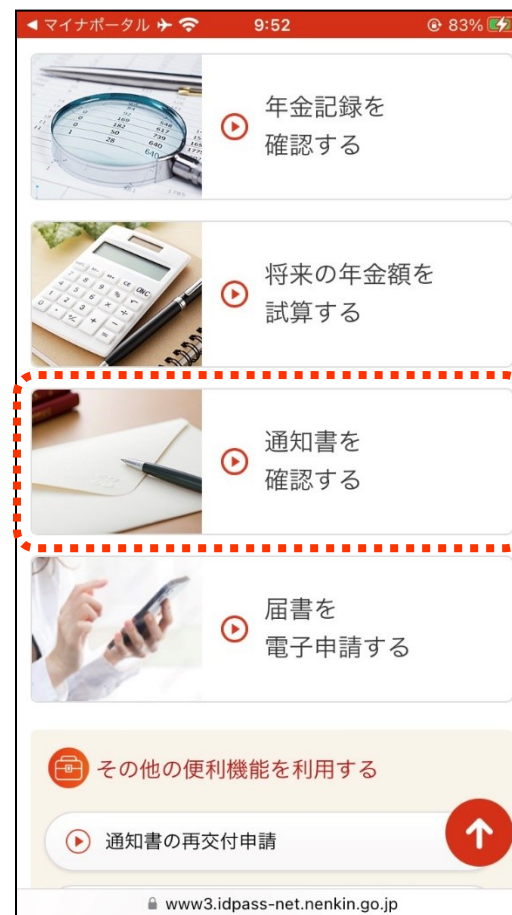 ◀ マイナポータル
9:52
83%
年金記録を
確認する
将来の年金額を
試算する
通知書を
確認する
届書を
電子申請する
その他の便利機能を利用する
通知書の再交付申請
www3.idpass-net.nenkin.go.jp